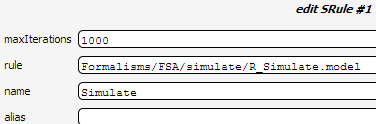 edit SRule #1
maxIterations 1000
rule Formalisms/FSA/simulate/R_Simulate.model
name Simulate
alias